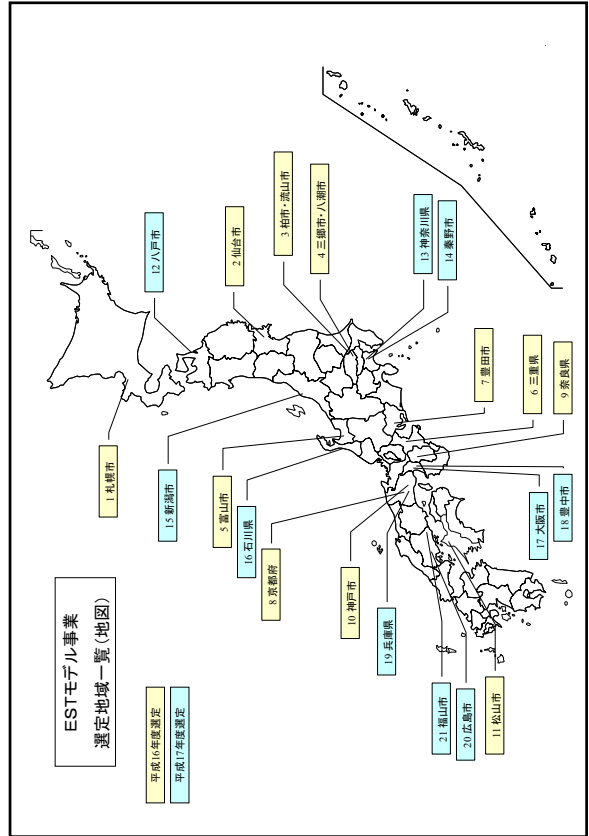 ESTモデル事業
選定地域一覧(地図)
平成16年度選定
平成17年度選定
1 札幌市
2 仙台市
3 柏市・流山市
4 三郷市・八潮市
5 富山市
6 三重県
7 豊田市
8 京都府
9 奈良県
10 神戸市
11 松山市
12 八戸市
13 神奈川県
14 秦野市
15 新潟市
16 石川県
17 大阪市
18 豊中市
19 兵庫県
20 広島市
21 福山市